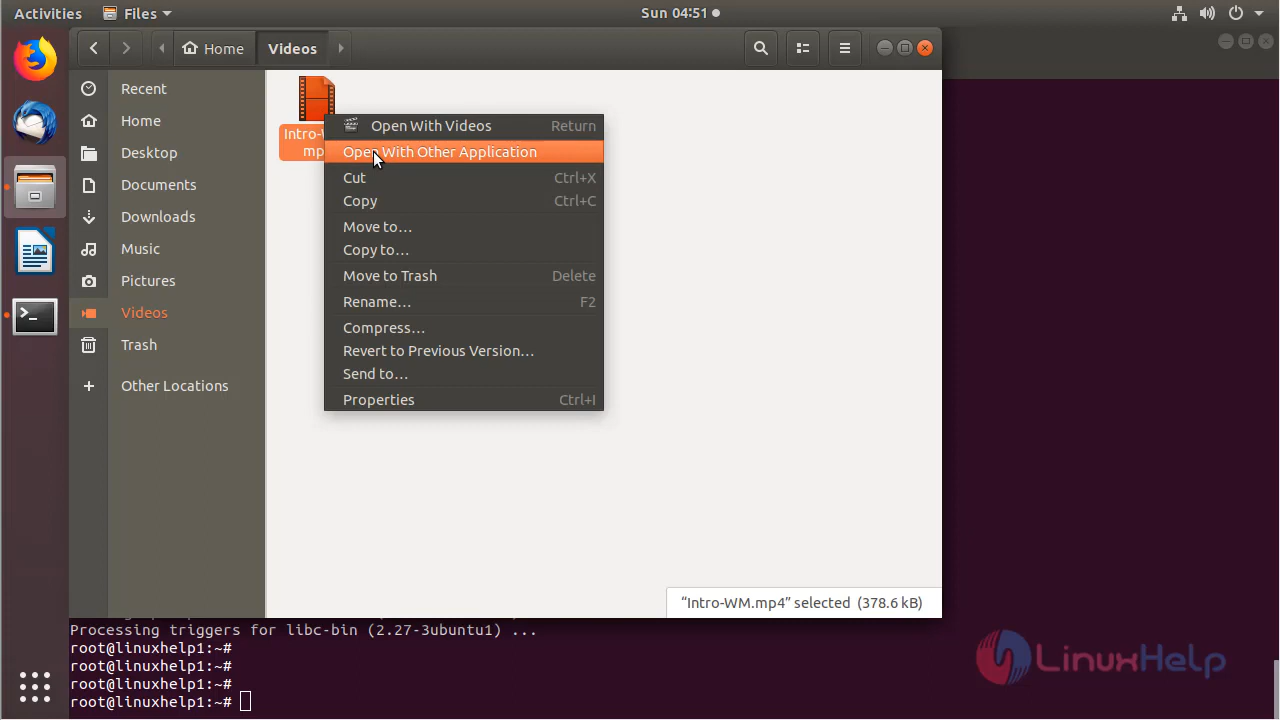 Activities Files Sun 04:51
Home Videos
Recent
Home
Desktop
Documents
Downloads
Music
Pictures
Videos
Trash
Other Locations
mp
Open With Videos Return
Open With Other Application
Cut Ctrl+X
Copy Ctrl+C
Move to…
Copy to…
Move to Trash Delete
Rename… F2
Compress…
Revert to Previous Version…
Send to…
Properties Ctrl+I
“Intro-WM.mp4” selected (378.6 kB)
Processing triggers for libc-bin (2.27-3ubuntu1) ...
root@linuxhelp1:~#
root@linuxhelp1:~#
root@linuxhelp1:~#
root@linuxhelp1:~#
LinuxHelp